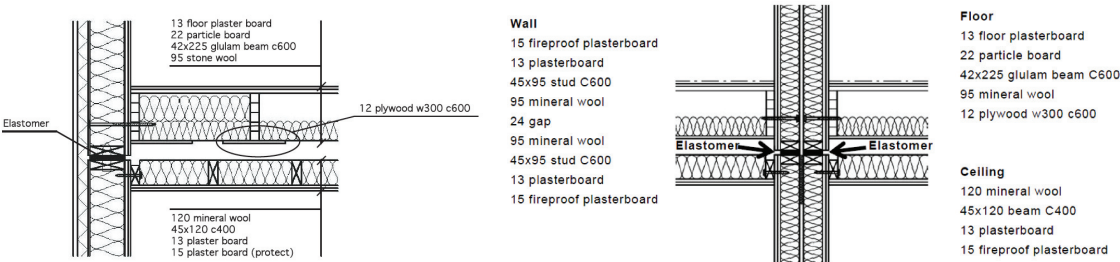 13 floor plaster board
22 particle board
42x225 glulam beam c600
95 stone wool
Elastomer
12 plywood w300 c600
120 mineral wool
45x120 c400
13 plaster board
15 plaster board (protect)
Wall
15 fireproof plasterboard
13 plasterboard
45x95 stud C600
95 mineral wool
24 gap
95 mineral wool
45x95 stud C600
13 plasterboard
15 fireproof plasterboard
Elastomer
Elastomer
Floor
13 floor plasterboard
22 particle board
42x225 glulam beam C600
95 mineral wool
12 plywood w300 c600
Ceiling
120 mineral wool
45x120 beam C400
13 plasterboard
15 fireproof plasterboard